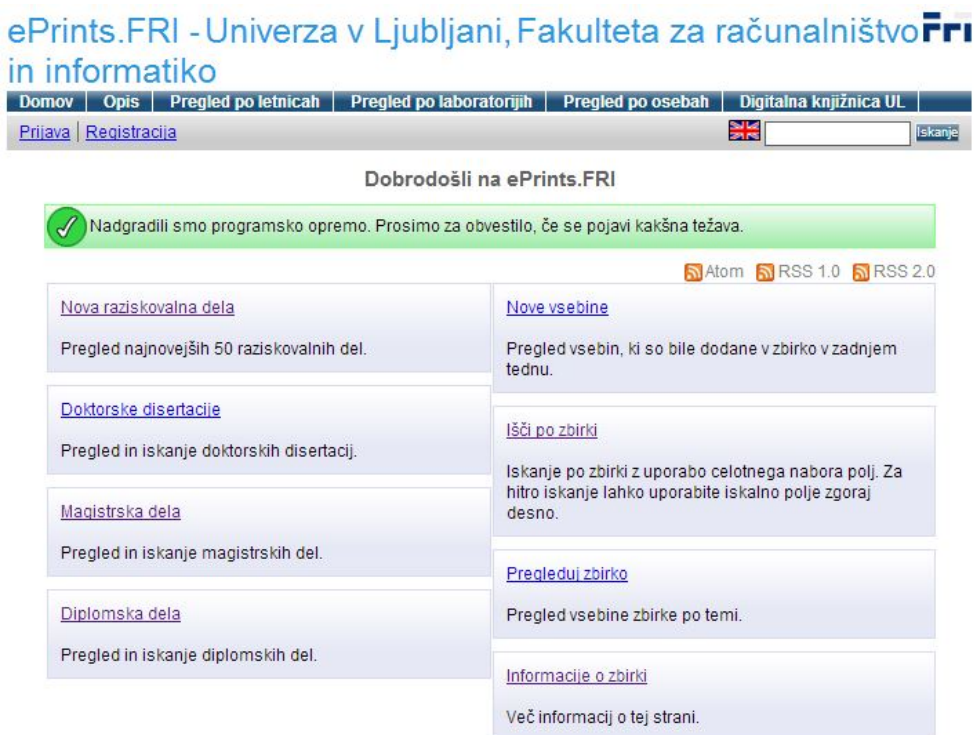 ePrints.FRI - Univerza v Ljubljani, Fakulteta za računalništvo Fri
in informatiko
Domov Opis Pregled po letnicah Pregled po laboratorijih Pregled po osebah Digitalna knjižnica UL
Prijava Registracija Iskanje
Dobrodošli na ePrints.FRI
Nadgradili smo programsko opremo. Prosimo za obvestilo, če se pojavi kakšna težava.
Atom RSS 1.0 RSS 2.0
Nova raziskovalna dela
Pregled najnovejših 50 raziskovalnih del.
Doktorske disertacije
Pregled in iskanje doktorskih disertacij.
Magistrska dela
Pregled in iskanje magistrskih del.
Diplomska dela
Pregled in iskanje diplomskih del.
Nove vsebine
Pregled vsebin, ki so bile dodane v zbirko v zadnjem
tednu.
Išči po zbirki
Iskanje po zbirki z uporabo celotnega nabora polj. Za
hitro iskanje lahko uporabite iskalno polje zgoraj
desno.
Pregleduj zbirko
Pregled vsebine zbirke po temi.
Informacije o zbirki
Več informacij o tej strani.